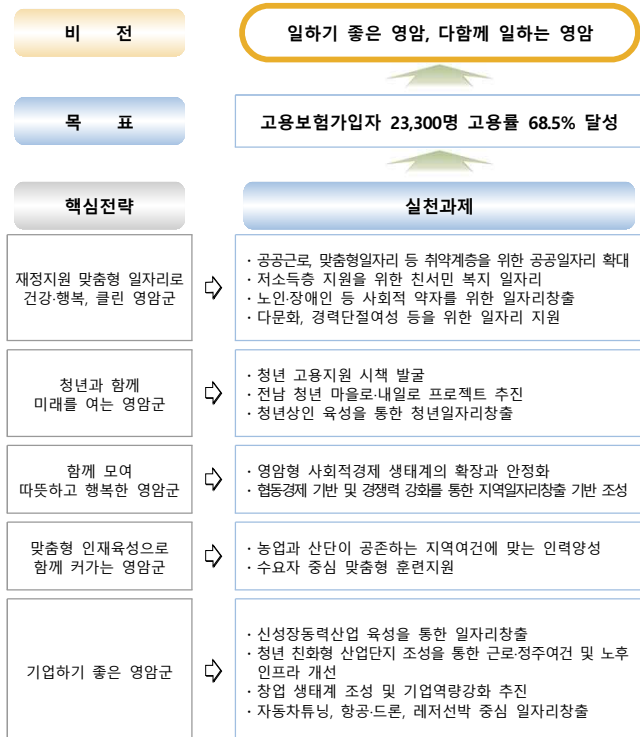 비 전
일하기 좋은 영암, 다함께 일하는 영암
목 표
고용보험가입자 23,300명 고용률 68.5% 달성
핵심전략
실천과제
재정지원 맞춤형 일자리로
건강·행복, 클린 영암군
· 공공근로, 맞춤형일자리 등 취약계층을 위한 공공일자리 확대
· 저소득층 지원을 위한 친서민 복지 일자리
· 노인·장애인 등 사회적 약자를 위한 일자리창출
· 다문화, 경력단절여성 등을 위한 일자리 지원
청년과 함께
미래를 여는 영암군
· 청년 고용지원 시책 발굴
· 전남 청년 마을로·내일로 프로젝트 추진
· 청년상인 육성을 통한 청년일자리창출
함께 모여
따뜻하고 행복한 영암군
· 영암형 사회적경제 생태계의 확장과 안정화
· 협동경제 기반 및 경쟁력 강화를 통한 지역일자리창출 기반 조성
맞춤형 인재육성으로
함께 커가는 영암군
· 농업과 산단이 공존하는 지역여건에 맞는 인력양성
· 수요자 중심 맞춤형 훈련지원
기업하기 좋은 영암군
· 신성장동력산업 육성을 통한 일자리창출
· 청년 친화형 산업단지 조성을 통한 근로·정주여건 및 노후
인프라 개선
· 창업 생태계 조성 및 기업역량강화 추진
· 자동차튜닝, 항공·드론, 레저선박 중심 일자리창출